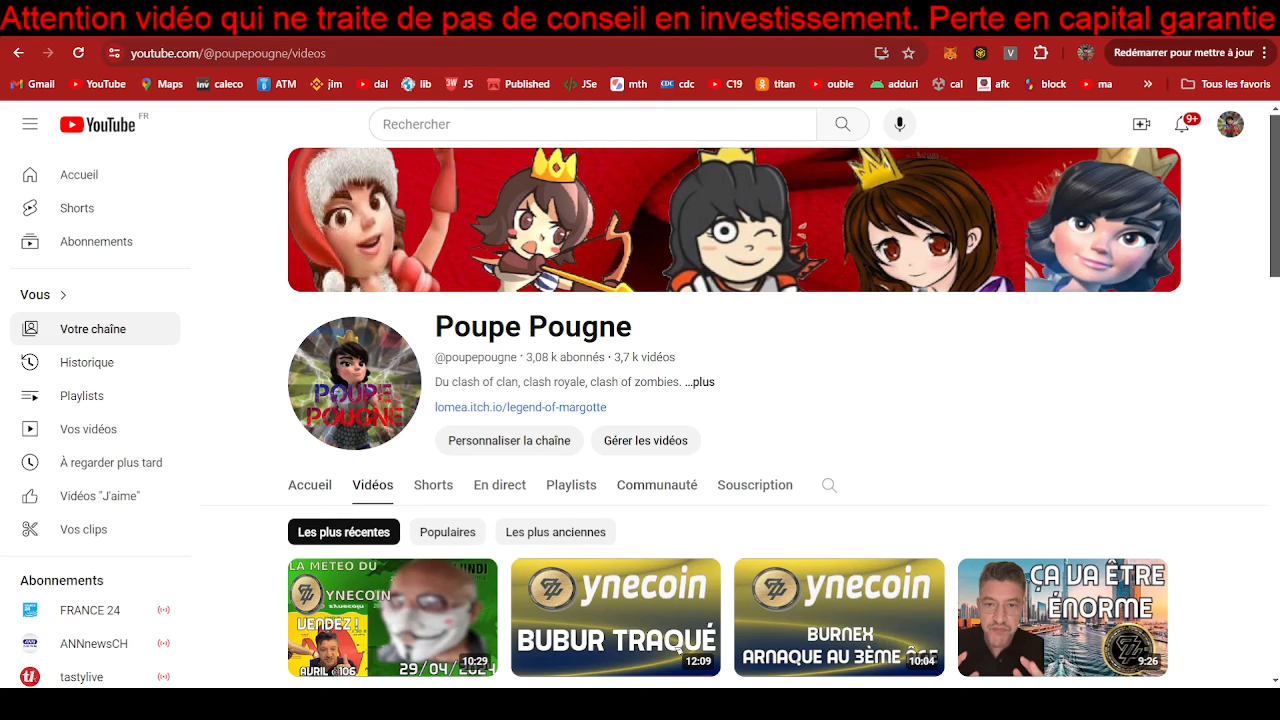 Attention vidéo qui ne traite de pas de conseil en investissement. Perte en capital garantie
youtube.com/@poupepougne/videos
Redémarrer pour mettre à jour
Gmail YouTube Maps caleco ATM jim dal lib JS Published JSe mth cdc C19 titan ouble adduri cal afk block ma » Tous les favoris
YouTube FR
Rechercher
9+
Accueil
Shorts
Abonnements
Vous
Votre chaîne
Historique
Playlists
Vos vidéos
À regarder plus tard
Vidéos "J'aime"
Vos clips
Abonnements
FRANCE 24
ANNnewsCH
tastylive
POUPE
POUGNE
Poupe Pougne
@poupepougne · 3,08 k abonnés · 3,7 k vidéos
Du clash of clan, clash royale, clash of zombies. ...plus
lomea.itch.io/legend-of-margotte
Personnaliser la chaîne
Gérer les vidéos
Accueil Vidéos Shorts En direct Playlists Communauté Souscription
Les plus récentes
Populaires
Les plus anciennes
LA METEO DU
YNECOIN
VENDEZ !
AVRIL @106
29/04/2024
10:29
ynecoin
BUBUR TRAQUÉ
12:09
ynecoin
BURNEX
ARNAQUE AU 3ÈME
10:04
ÇA VA ÊTRE
ÉNORME
9:26